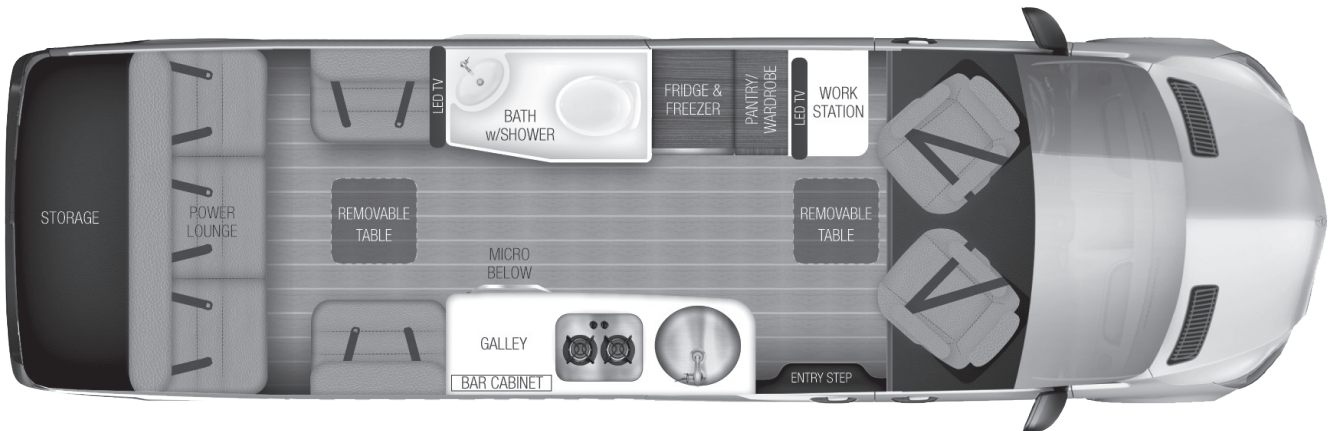 STORAGE
POWER
LOUNGE
REMOVABLE
TABLE
LED TV
BATH
w/SHOWER
FRIDGE &
FREEZER
PANTRY/
WARDROBE
LED TV
WORK
STATION
REMOVABLE
TABLE
MICRO
BELOW
GALLEY
BAR CABINET
ENTRY STEP